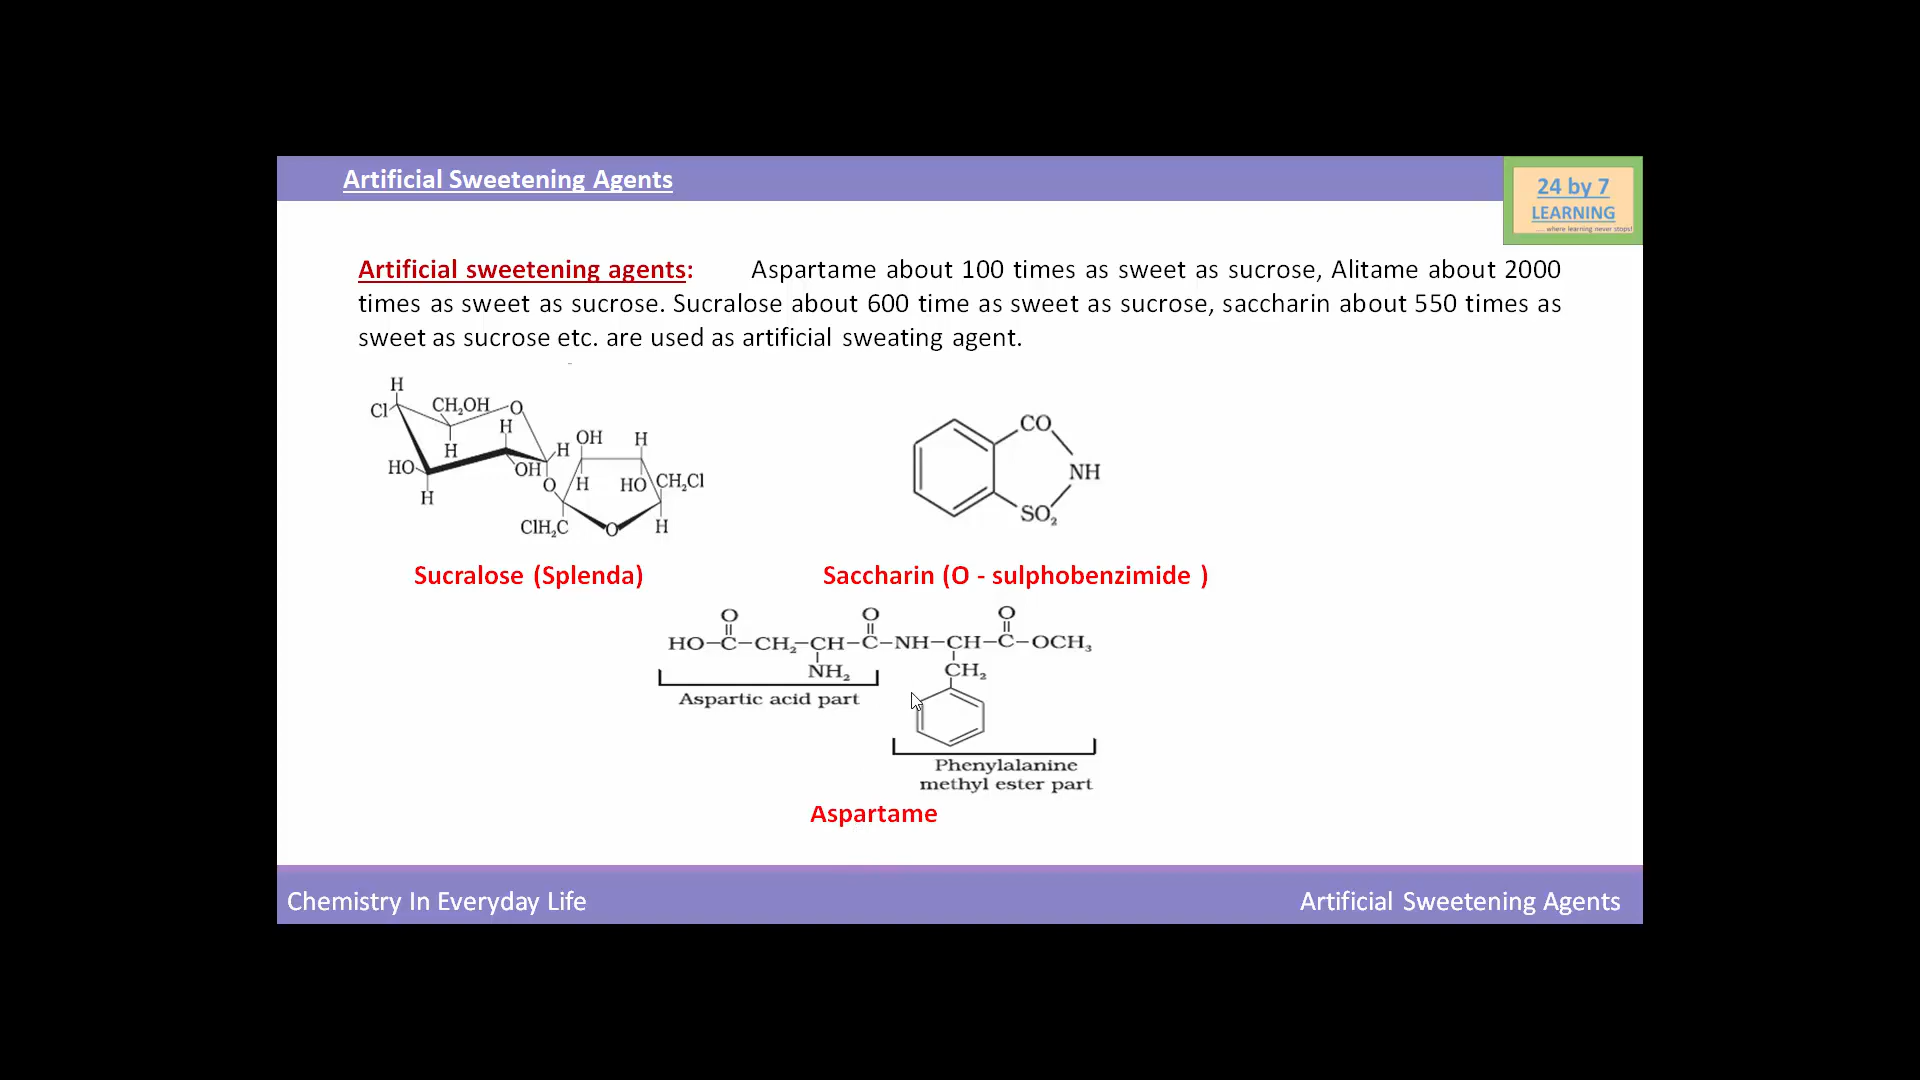 Artificial Sweetening Agents
24 by 7
LEARNING
.... where learning never stops!
Artificial sweetening agents: Aspartame about 100 times as sweet as sucrose, Alitame about 2000
times as sweet as sucrose. Sucralose about 600 time as sweet as sucrose, saccharin about 550 times as
sweet as sucrose etc. are used as artificial sweating agent.
H
Cl CH₂OH O
H
H H OH H
HO OH O H HO CH₂Cl
H
ClH₂C O H
CO
NH
SO₂
Sucralose (Splenda)
Saccharin (O - sulphobenzimide )
O O O
HO–C–CH₂–CH–C–NH–CH–C–OCH₃
NH₂ CH₂
Aspartic acid part
Phenylalanine
methyl ester part
Aspartame
Chemistry In Everyday Life
Artificial Sweetening Agents